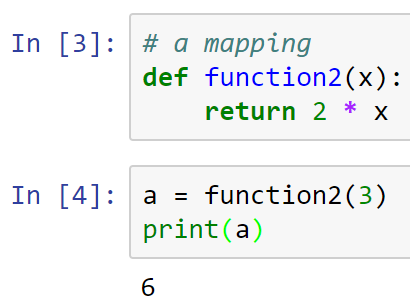 In [3]: # a mapping
def function2(x):
    return 2 * x
In [4]: a = function2(3)
print(a)
6